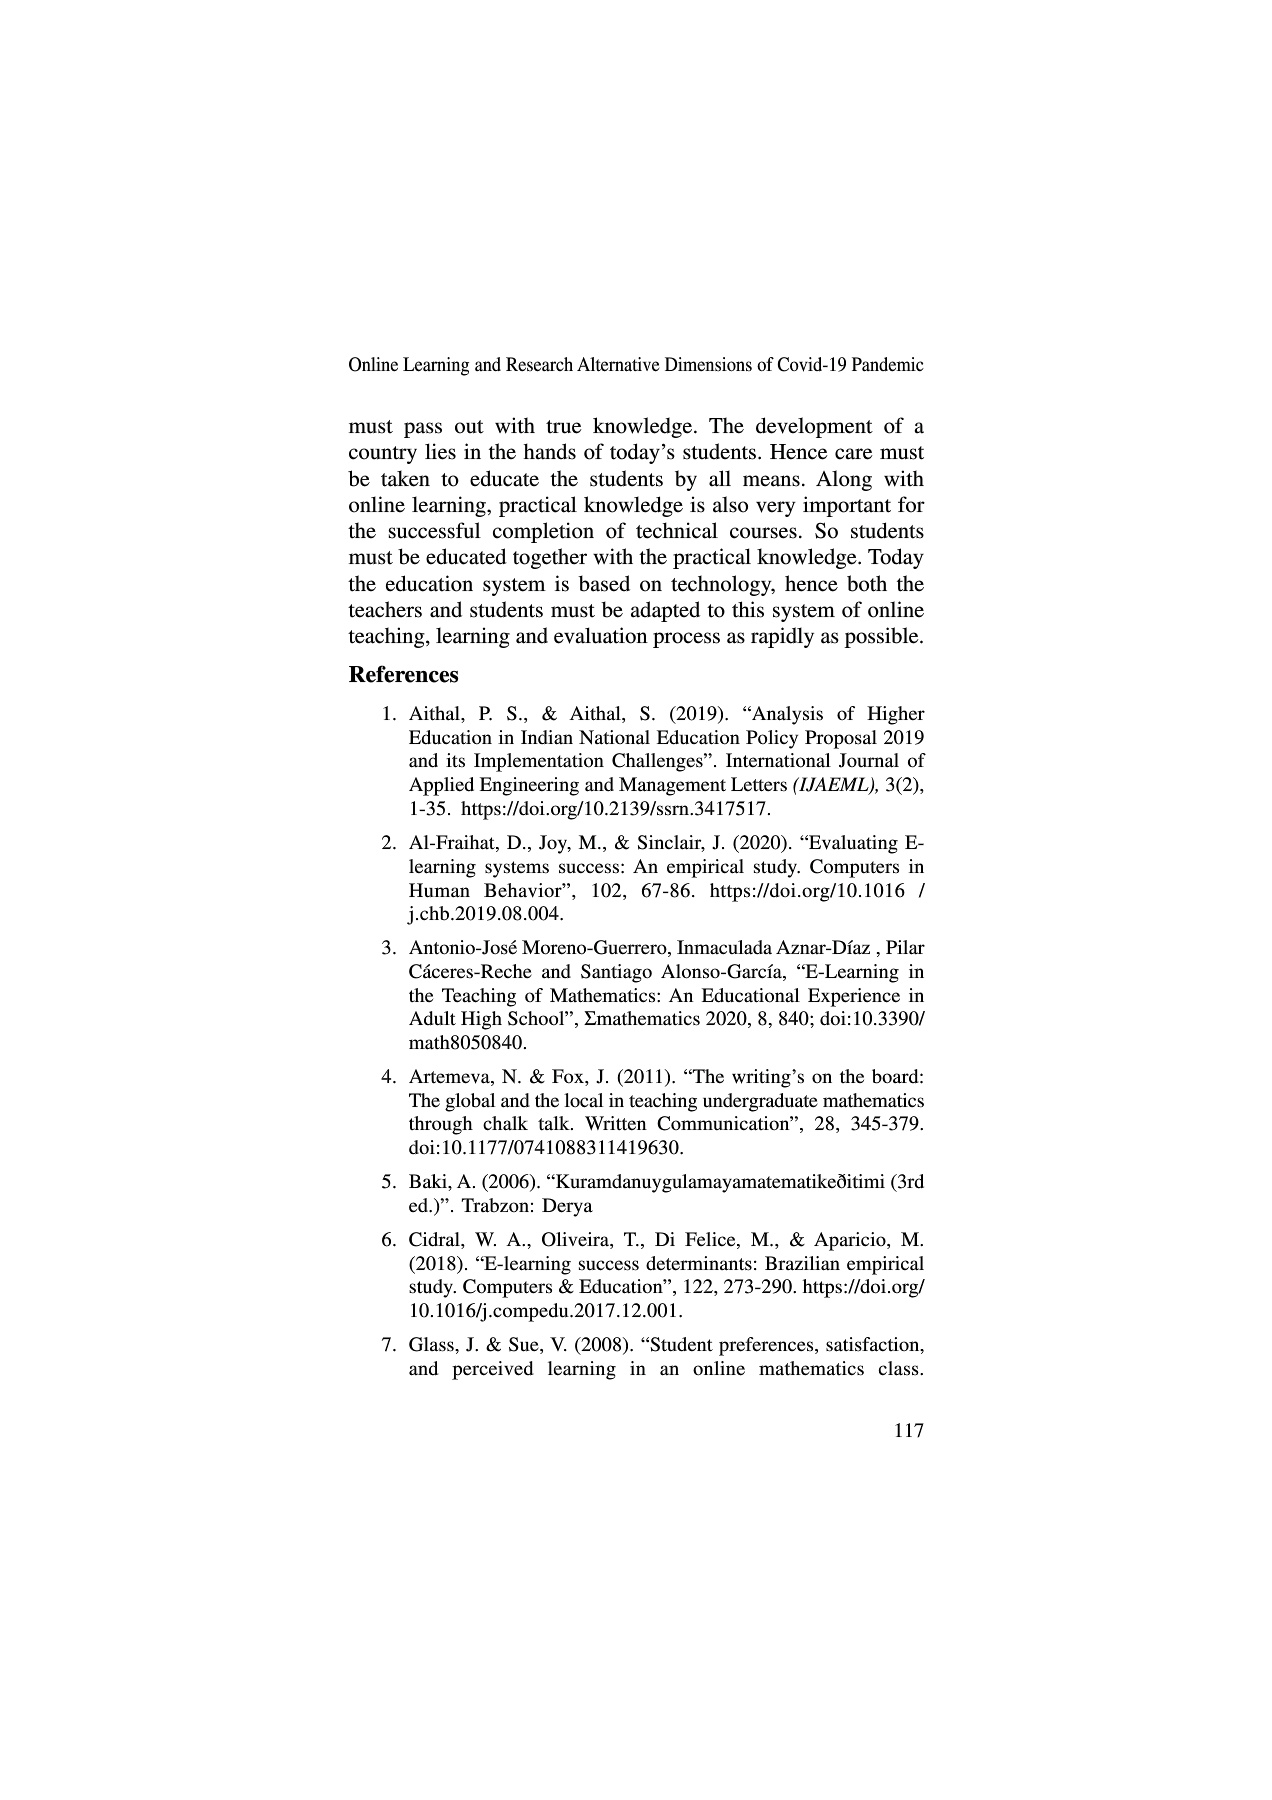 Online Learning and Research Alternative Dimensions of Covid-19 Pandemic
must pass out with true knowledge. The development of a
country lies in the hands of today’s students. Hence care must
be taken to educate the students by all means. Along with
online learning, practical knowledge is also very important for
the successful completion of technical courses. So students
must be educated together with the practical knowledge. Today
the education system is based on technology, hence both the
teachers and students must be adapted to this system of online
teaching, learning and evaluation process as rapidly as possible.
References
1. Aithal, P. S., & Aithal, S. (2019). “Analysis of Higher
Education in Indian National Education Policy Proposal 2019
and its Implementation Challenges”. International Journal of
Applied Engineering and Management Letters (IJAEML), 3(2),
1-35. https://doi.org/10.2139/ssrn.3417517.
2. Al-Fraihat, D., Joy, M., & Sinclair, J. (2020). “Evaluating E-
learning systems success: An empirical study. Computers in
Human Behavior”, 102, 67-86. https://doi.org/10.1016 /
j.chb.2019.08.004.
3. Antonio-José Moreno-Guerrero, Inmaculada Aznar-Díaz , Pilar
Cáceres-Reche and Santiago Alonso-García, “E-Learning in
the Teaching of Mathematics: An Educational Experience in
Adult High School”, Σmathematics 2020, 8, 840; doi:10.3390/
math8050840.
4. Artemeva, N. & Fox, J. (2011). “The writing’s on the board:
The global and the local in teaching undergraduate mathematics
through chalk talk. Written Communication”, 28, 345-379.
doi:10.1177/0741088311419630.
5. Baki, A. (2006). “Kuramdanuygulamayamatematikeðitimi (3rd
ed.)”. Trabzon: Derya
6. Cidral, W. A., Oliveira, T., Di Felice, M., & Aparicio, M.
(2018). “E-learning success determinants: Brazilian empirical
study. Computers & Education”, 122, 273-290. https://doi.org/
10.1016/j.compedu.2017.12.001.
7. Glass, J. & Sue, V. (2008). “Student preferences, satisfaction,
and perceived learning in an online mathematics class.
117